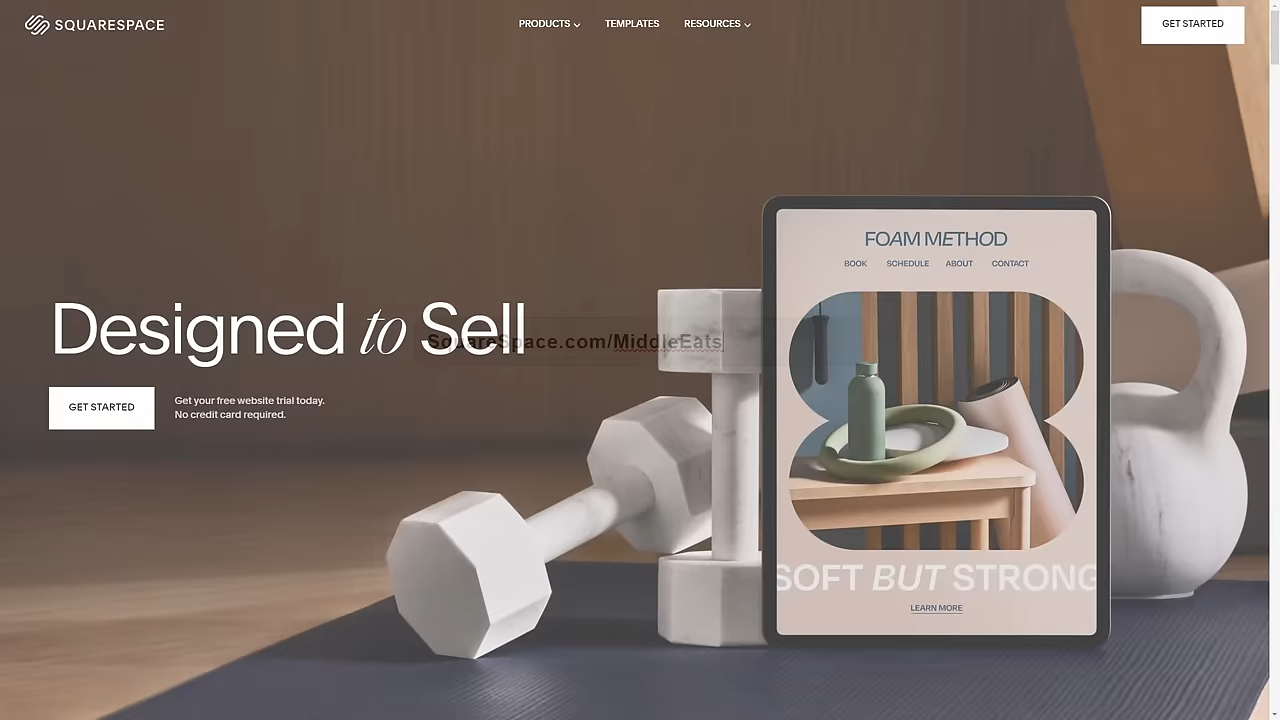 SQUARESPACE
PRODUCTS
TEMPLATES
RESOURCES
GET STARTED
Designed to Sell
SquareSpace.com/MiddleEats
GET STARTED
Get your free website trial today.
No credit card required.
FOAM METHOD
BOOK SCHEDULE ABOUT CONTACT
SOFT BUT STRONG
LEARN MORE